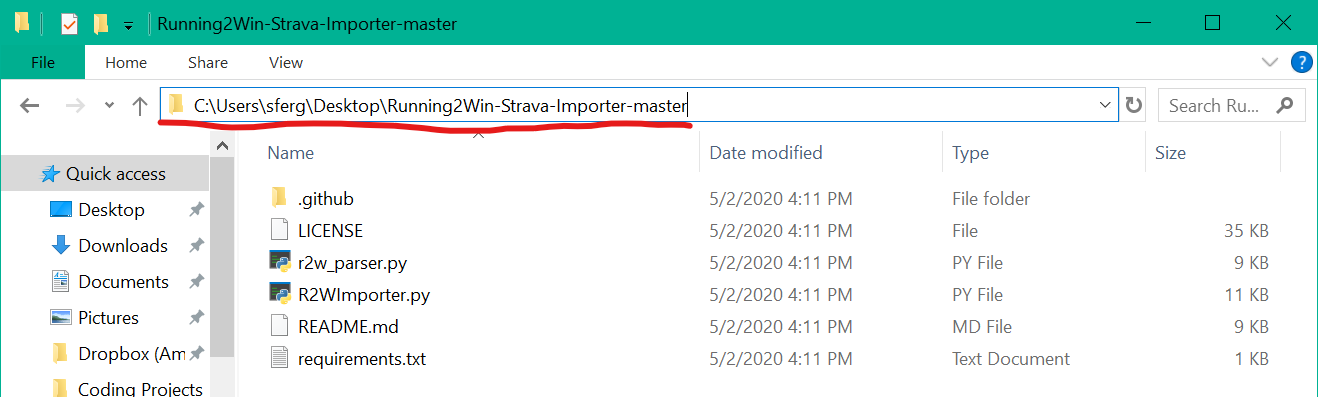 Running2Win-Strava-Importer-master
File Home Share View
C:\Users\sferg\Desktop\Running2Win-Strava-Importer-master Search Ru...
Name Date modified Type Size
Quick access
Desktop
Downloads
Documents
Pictures
Dropbox (Am
Coding Projects
.github 5/2/2020 4:11 PM File folder
LICENSE 5/2/2020 4:11 PM File 35 KB
r2w_parser.py 5/2/2020 4:11 PM PY File 9 KB
R2WImporter.py 5/2/2020 4:11 PM PY File 11 KB
README.md 5/2/2020 4:11 PM MD File 9 KB
requirements.txt 5/2/2020 4:11 PM Text Document 1 KB